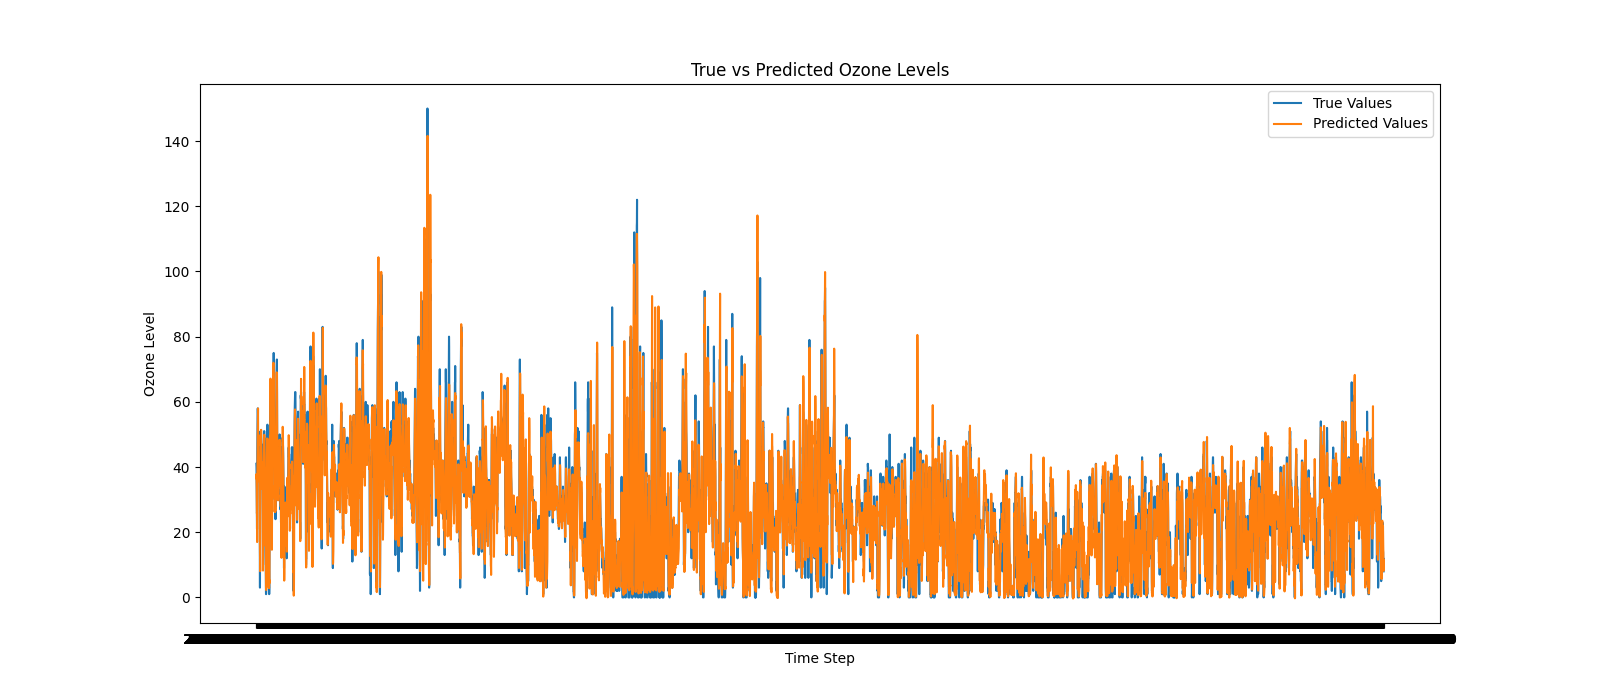 True vs Predicted Ozone Levels
True Values
Predicted Values
140
120
100
80
60
40
20
0
Ozone Level
Time Step